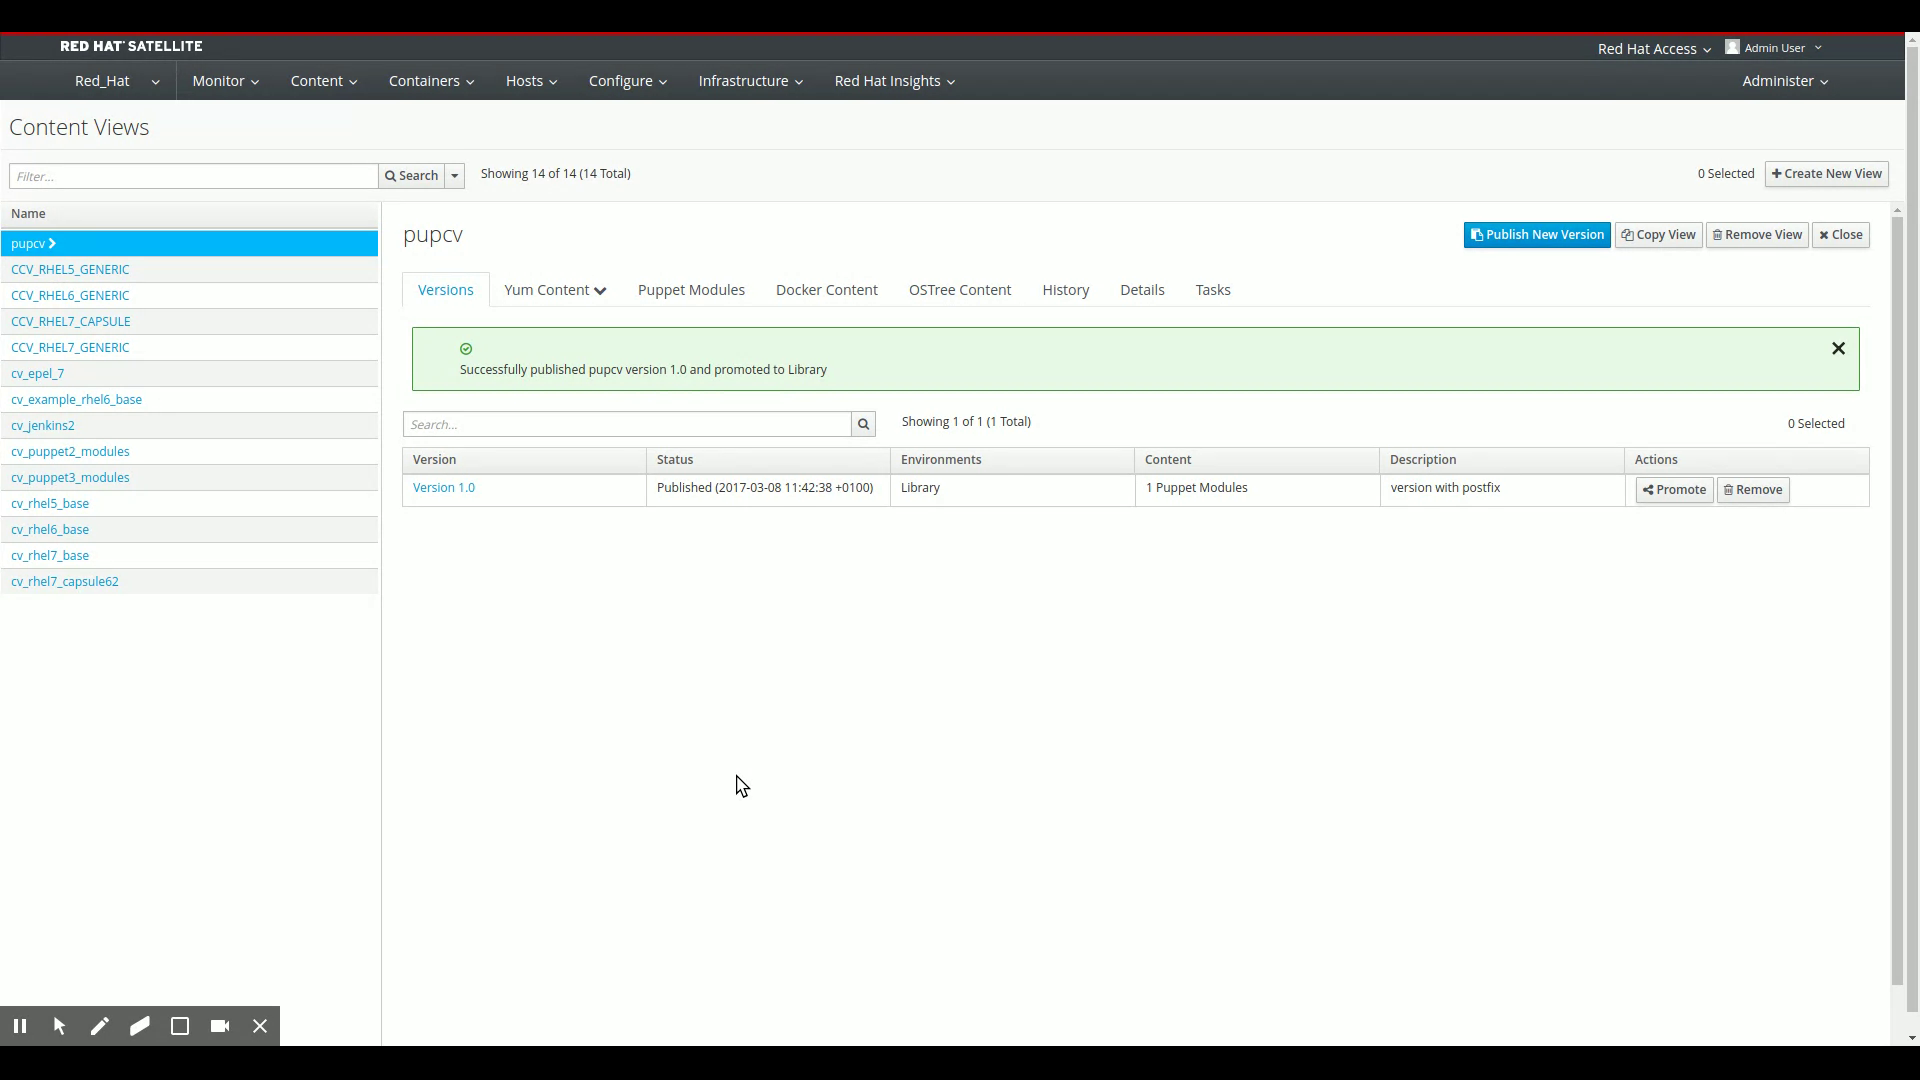 RED HAT SATELLITE
Red Hat Access Admin User
Red_Hat Monitor Content Containers Hosts Configure Infrastructure Red Hat Insights Administer
Content Views
Filter... Search Showing 14 of 14 (14 Total) 0 Selected Create New View
Name
pupcv
CCV_RHEL5_GENERIC
CCV_RHEL6_GENERIC
CCV_RHEL7_CAPSULE
CCV_RHEL7_GENERIC
cv_epel_7
cv_example_rhel6_base
cv_jenkins2
cv_puppet2_modules
cv_puppet3_modules
cv_rhel5_base
cv_rhel6_base
cv_rhel7_base
cv_rhel7_capsule62
pupcv Publish New Version Copy View Remove View Close
Versions Yum Content Puppet Modules Docker Content OSTree Content History Details Tasks
Successfully published pupcv version 1.0 and promoted to Library
Search... Showing 1 of 1 (1 Total) 0 Selected
Version Status Environments Content Description Actions
Version 1.0 Published (2017-03-08 11:42:38 +0100) Library 1 Puppet Modules version with postfix Promote Remove